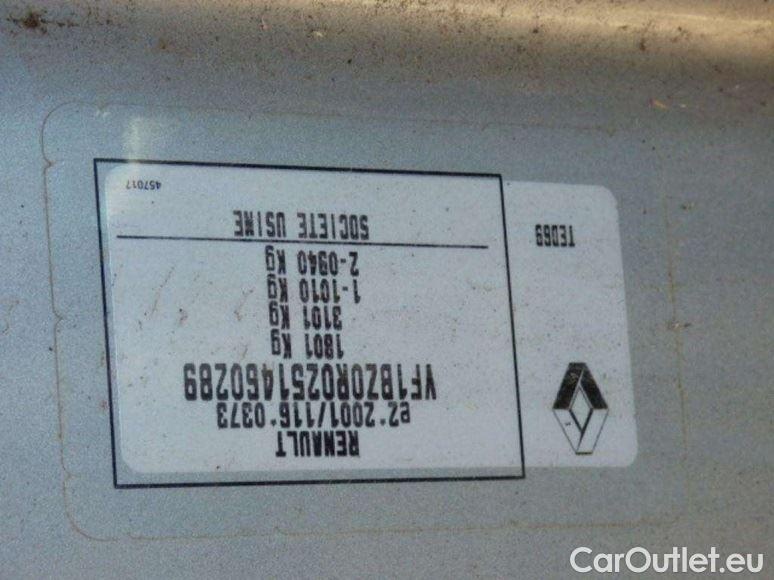 RENAULT
e2*2001/116*0373
VF1BZ0R0251460289
1801 Kg
3101 Kg
1-1010 Kg
2-0940 Kg
SOCIETE USINE
457017
TED69
CarOutlet.eu